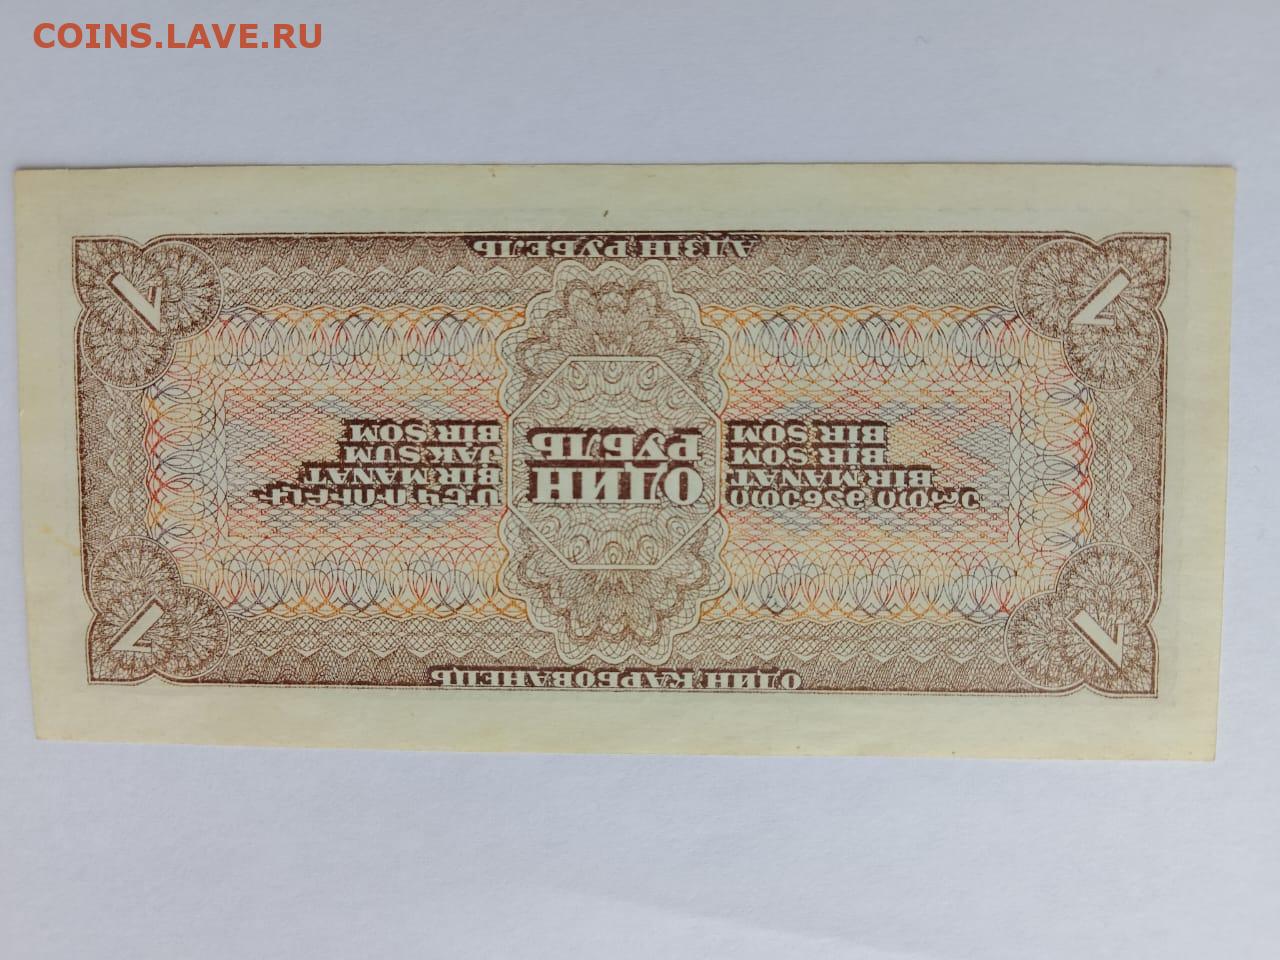 COINS.LAVE.RU
1
ОДИН КАРБОВАНЕЦЬ
1
ერთი მანეთი
BIR MANAT
BIR SOM
BIR SOM
ОДИН
РУБЛЬ
ՄԵԿ ՌՈՒԲԼԻ
BIR MANAT
JAK SUM
BIR SOM
1
АДЗІН РУБЕЛЬ
1